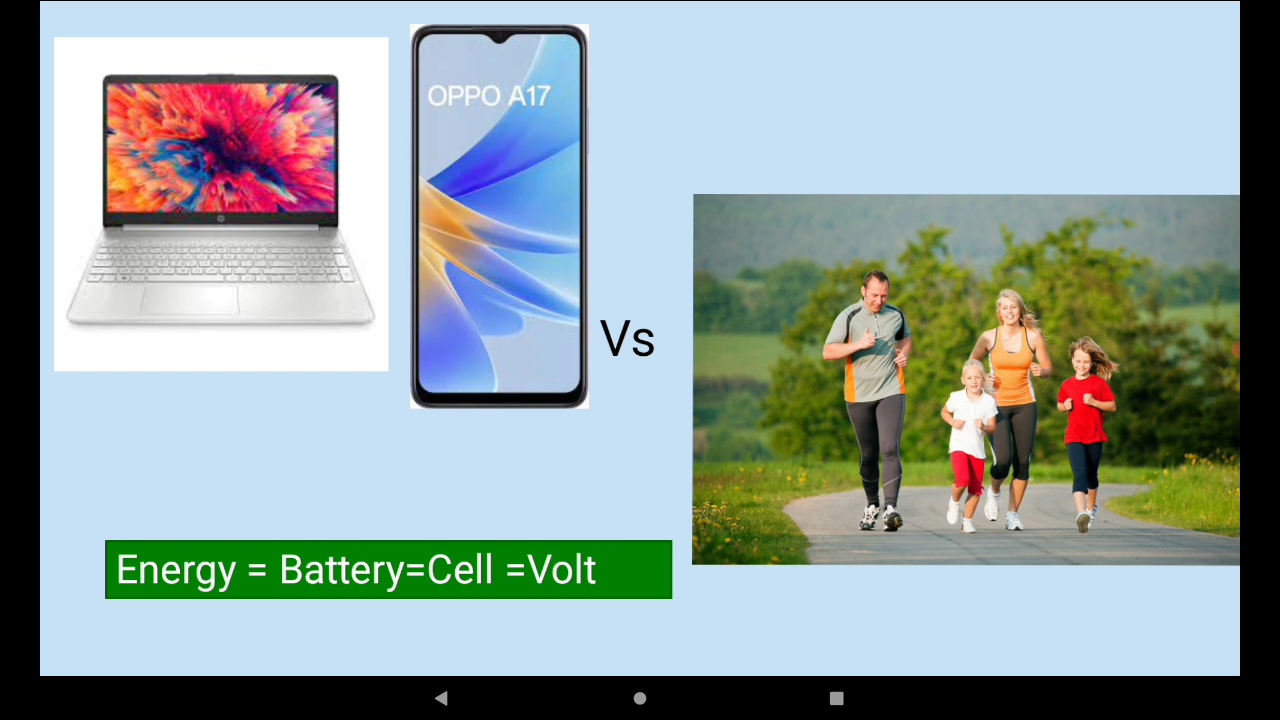 OPPO A17
Vs
Energy = Battery=Cell =Volt